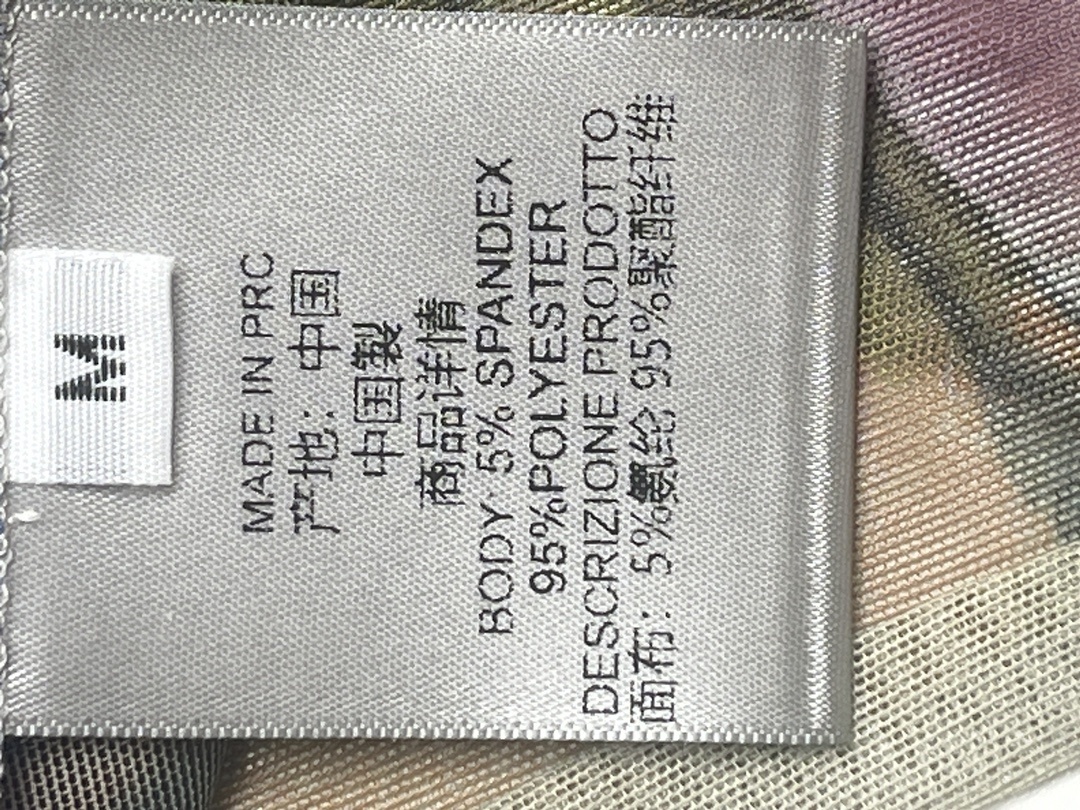 M
MADE IN PRC
产地：中国
中国製
商品详情
BODY 5% SPANDEX
95%POLYESTER
DESCRIZIONE PRODOTTO
面布：5%氨纶 95%聚酯纤维